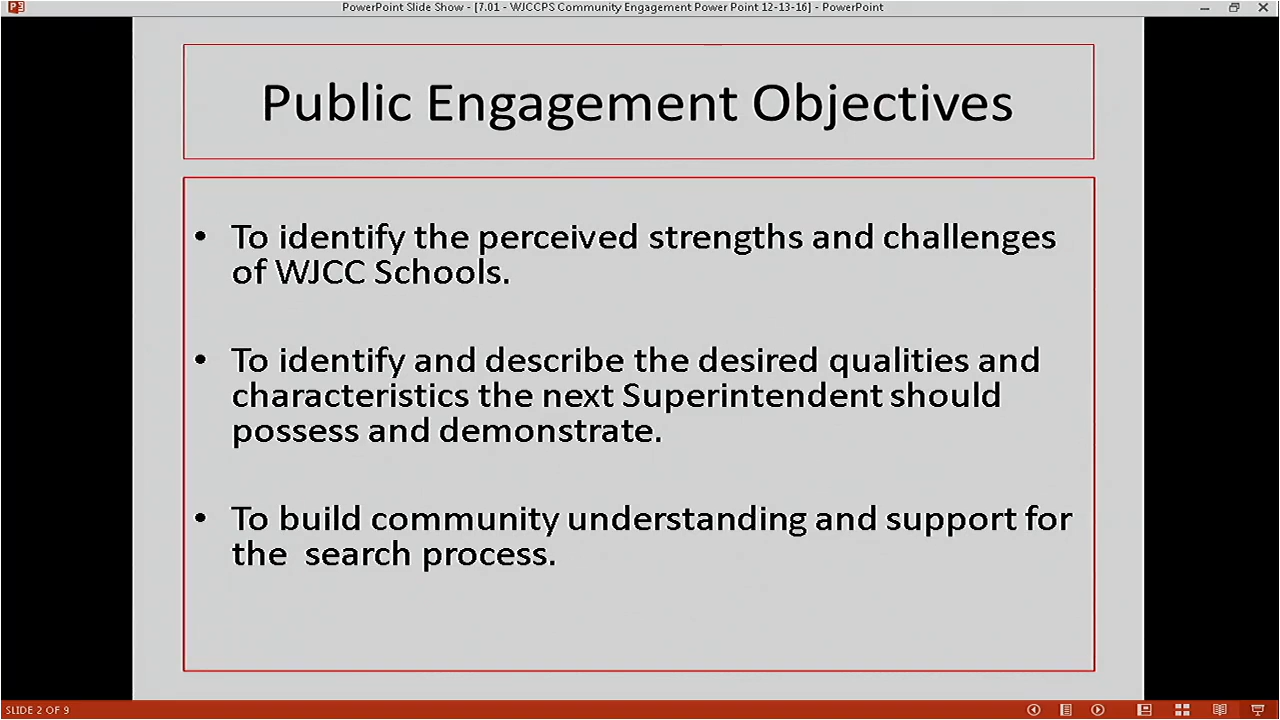 PowerPoint Slide Show - [7.01 - WJCCPS Community Engagement Power Point 12-13-16] - PowerPoint
Public Engagement Objectives
• To identify the perceived strengths and challenges
of WJCC Schools.
• To identify and describe the desired qualities and
characteristics the next Superintendent should
possess and demonstrate.
• To build community understanding and support for
the  search process.
SLIDE 2 OF 9